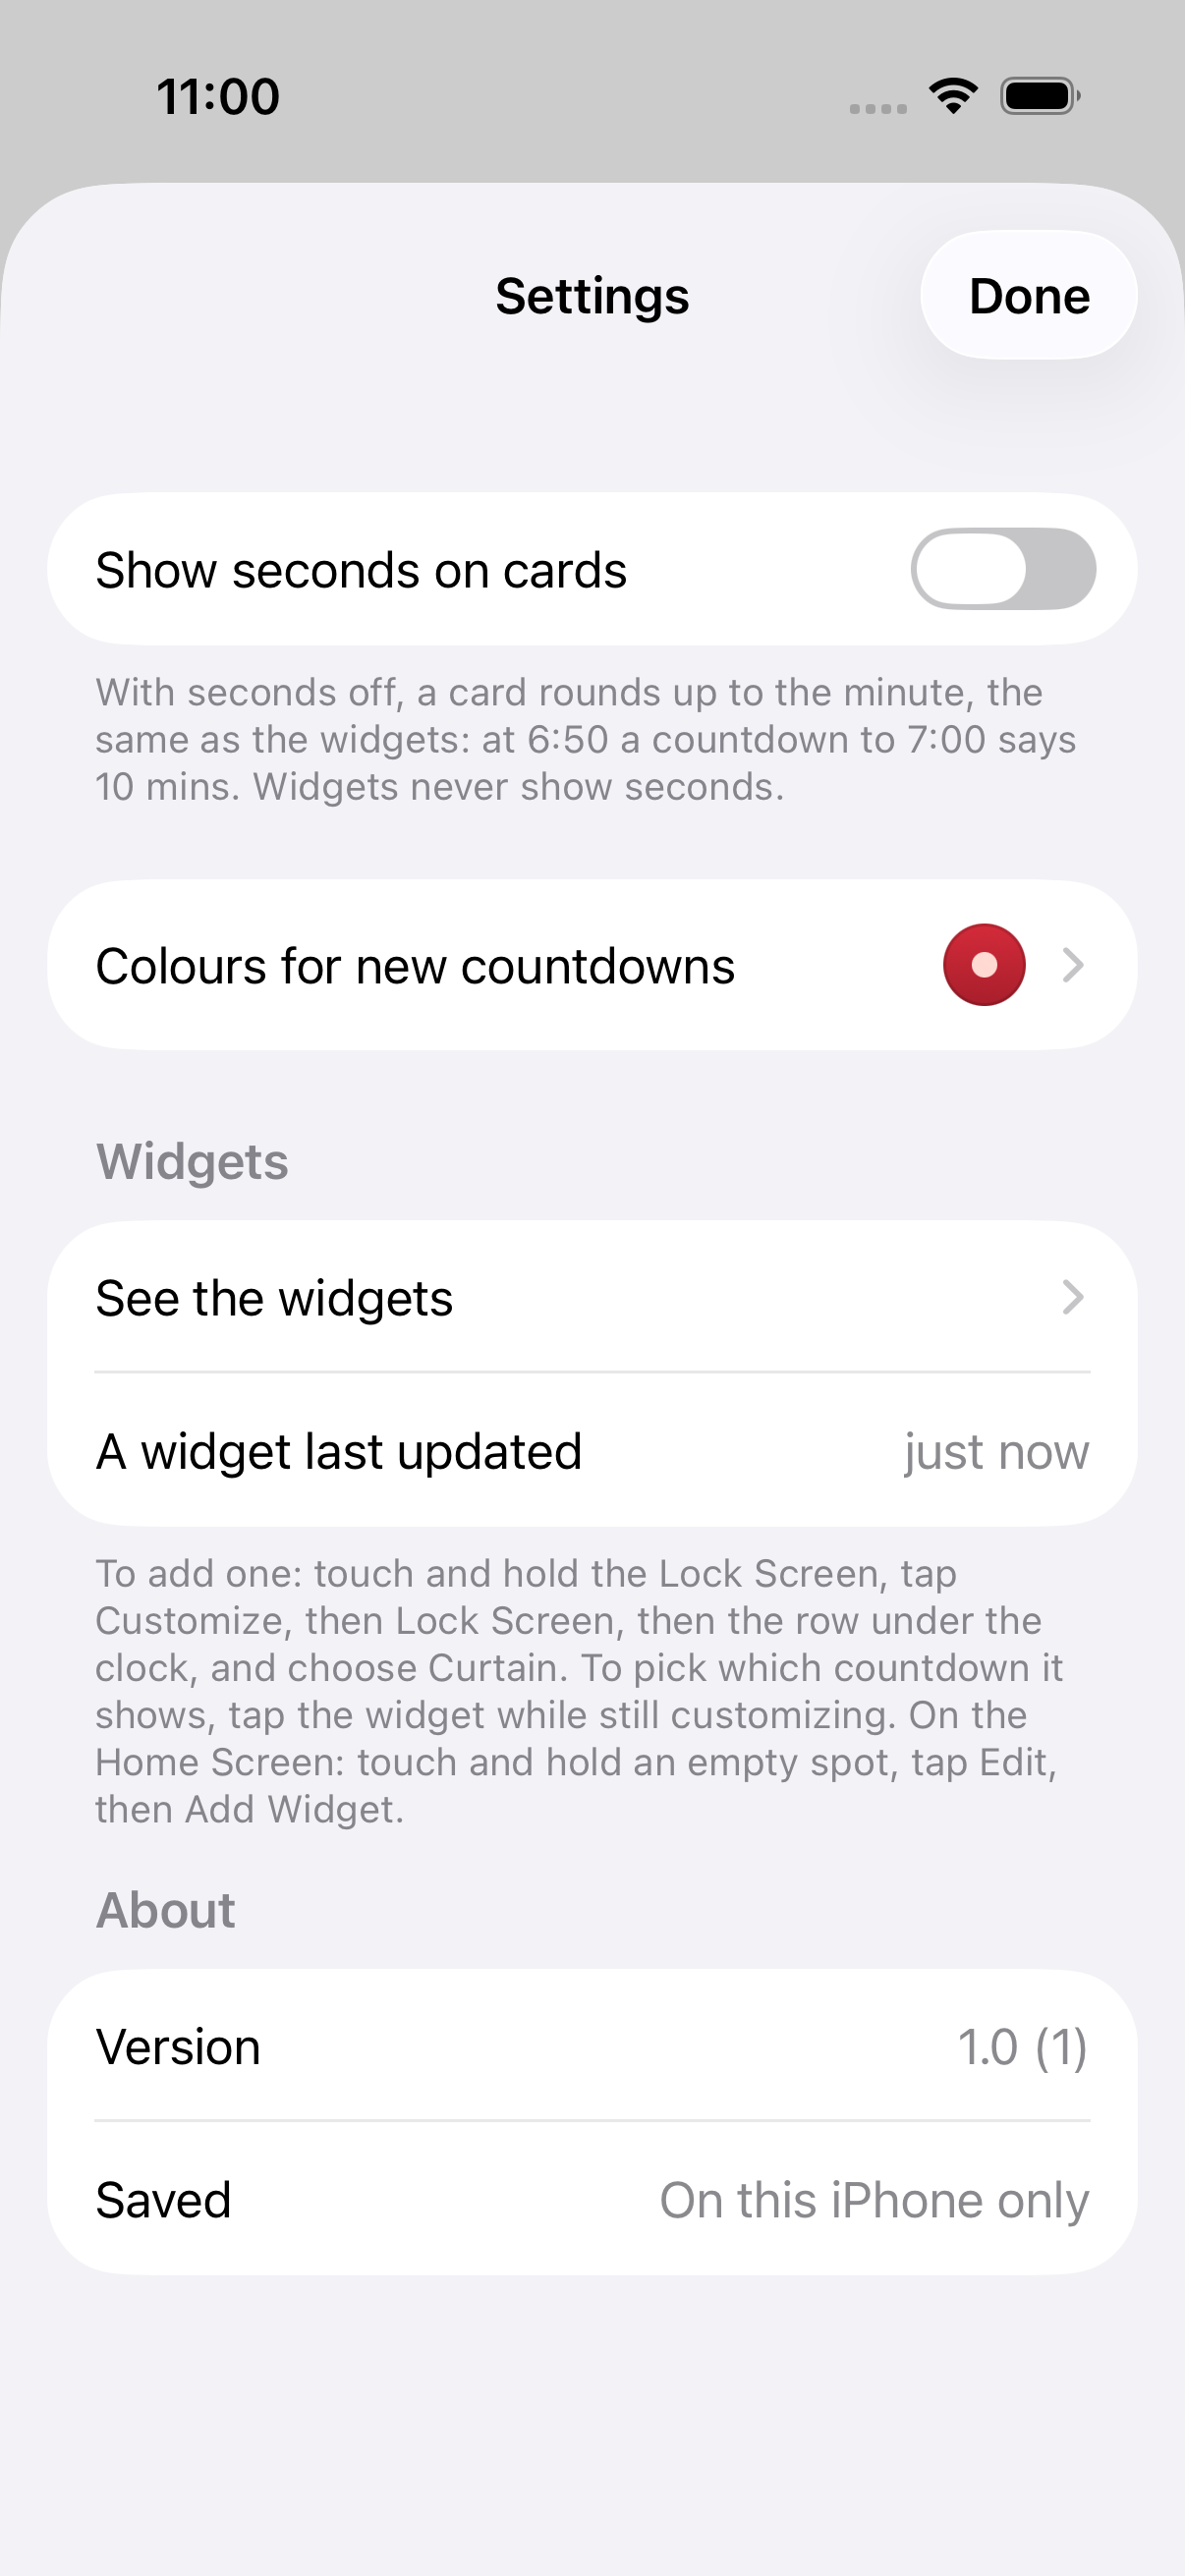 11:00
Settings
Done
Show seconds on cards
With seconds off, a card rounds up to the minute, the
same as the widgets: at 6:50 a countdown to 7:00 says
10 mins. Widgets never show seconds.
Colours for new countdowns
Widgets
See the widgets
A widget last updated just now
To add one: touch and hold the Lock Screen, tap
Customize, then Lock Screen, then the row under the
clock, and choose Curtain. To pick which countdown it
shows, tap the widget while still customizing. On the
Home Screen: touch and hold an empty spot, tap Edit,
then Add Widget.
About
Version 1.0 (1)
Saved On this iPhone only